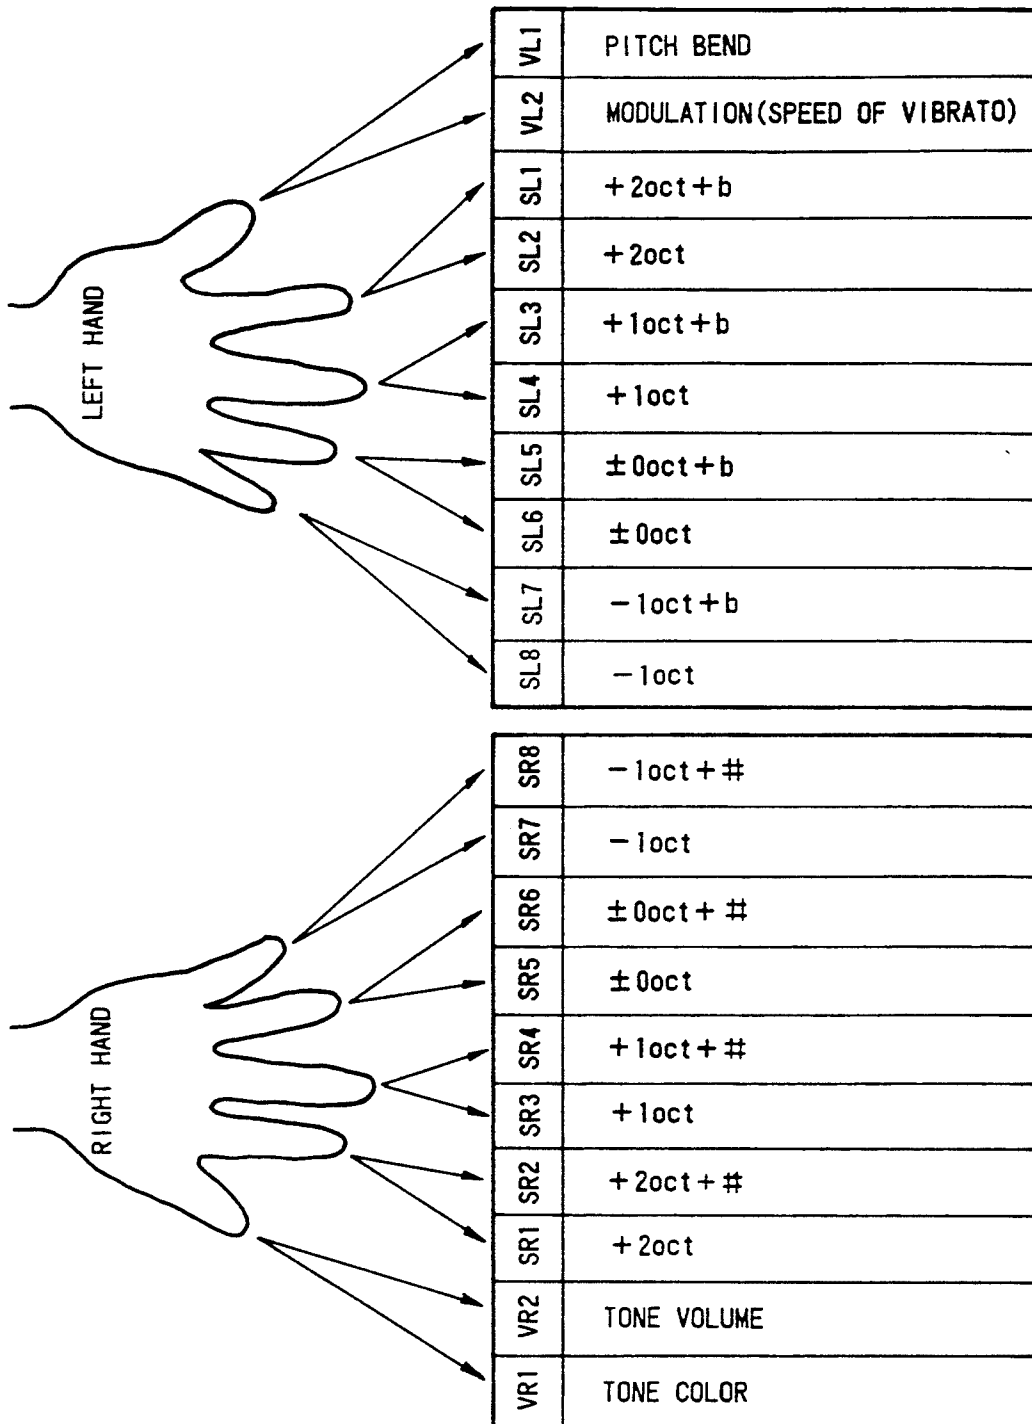 LEFT HAND
VL1 PITCH BEND
VL2 MODULATION(SPEED OF VIBRATO)
SL1 +2oct+b
SL2 +2oct
SL3 +1oct+b
SL4 +1oct
SL5 ±0oct+b
SL6 ±0oct
SL7 -1oct+b
SL8 -1oct
RIGHT HAND
SR8 -1oct+#
SR7 -1oct
SR6 ±0oct+#
SR5 ±0oct
SR4 +1oct+#
SR3 +1oct
SR2 +2oct+#
SR1 +2oct
VR2 TONE VOLUME
VR1 TONE COLOR